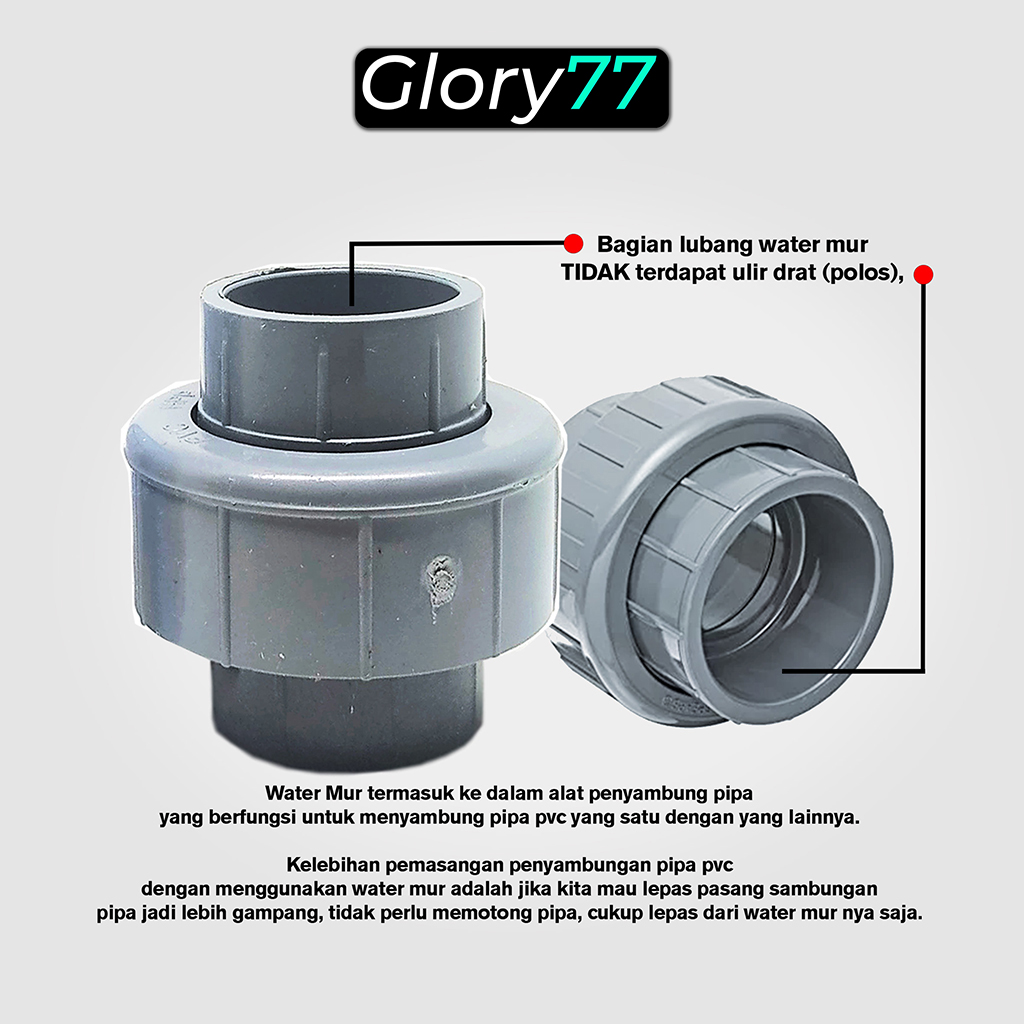 Glory77
Bagian lubang water mur
TIDAK terdapat ulir drat (polos),
Water Mur termasuk ke dalam alat penyambung pipa
yang berfungsi untuk menyambung pipa pvc yang satu dengan yang lainnya.
Kelebihan pemasangan penyambungan pipa pvc
dengan menggunakan water mur adalah jika kita mau lepas pasang sambungan
pipa jadi lebih gampang, tidak perlu memotong pipa, cukup lepas dari water mur nya saja.